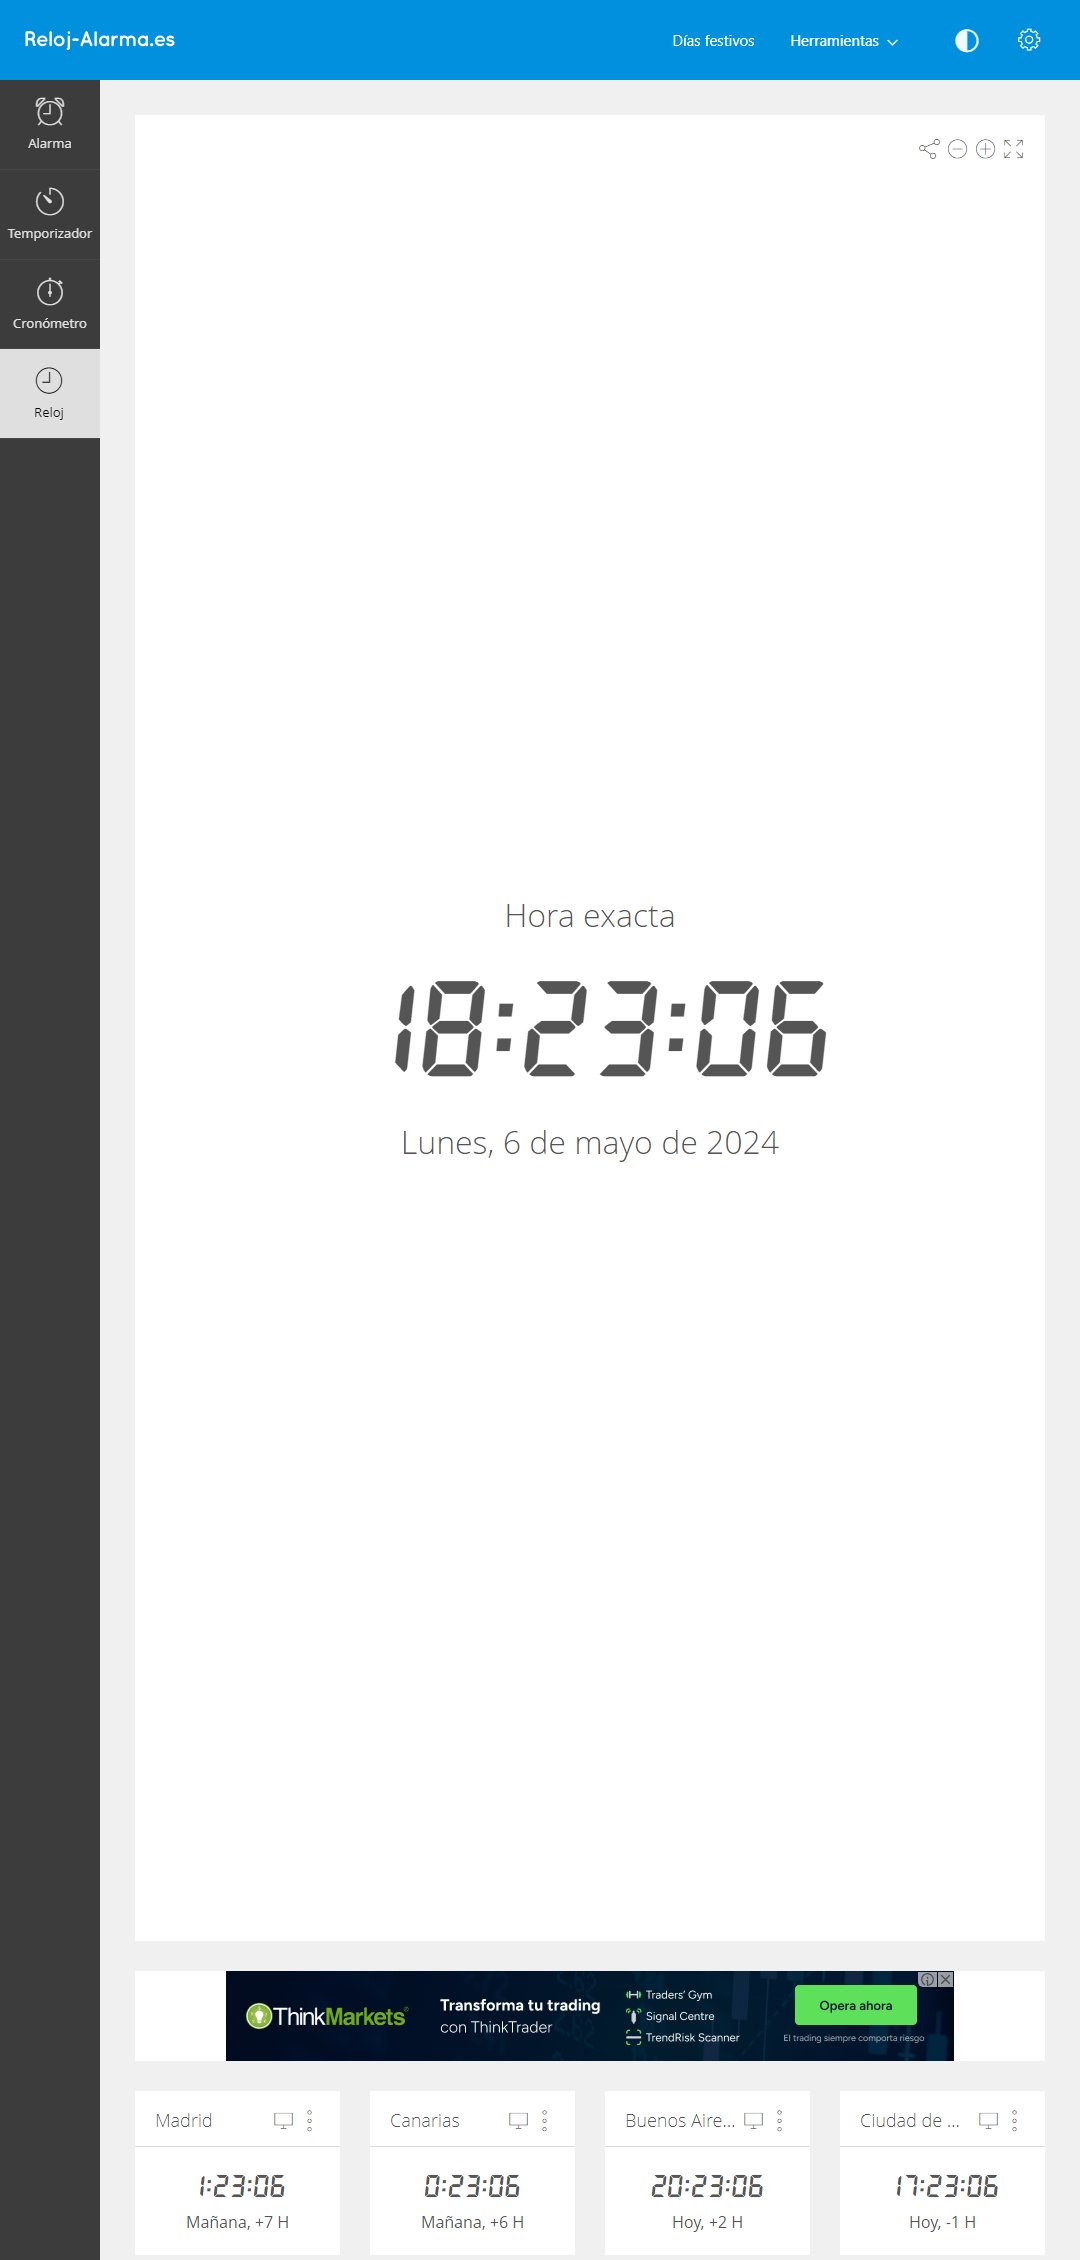 Reloj-Alarma.es
Días festivos
Herramientas
Alarma
Temporizador
Cronómetro
Reloj
Hora exacta
18:23:06
Lunes, 6 de mayo de 2024
ThinkMarkets
Transforma tu trading
con ThinkTrader
Traders' Gym
Signal Centre
TrendRisk Scanner
Opera ahora
El trading siempre comporta riesgo
Madrid
1:23:06
Mañana, +7 H
Canarias
0:23:06
Mañana, +6 H
Buenos Aire...
20:23:06
Hoy, +2 H
Ciudad de ...
17:23:06
Hoy, -1 H